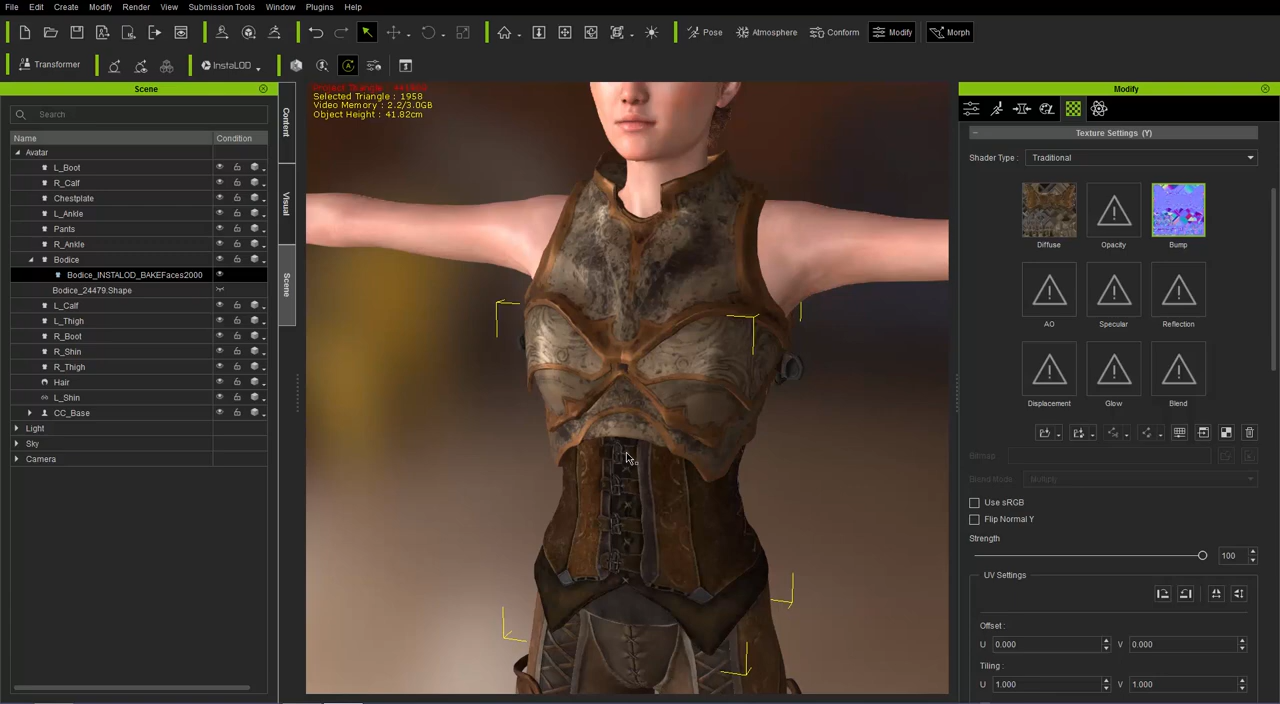 File Edit Create Modify Render View Submission Tools Window Plugins Help
Pose Atmosphere Conform Modify Morph
Transformer InstaLOD
Scene
Content
Visual
Scene
Search
Name Condition
Avatar
L_Boot
R_Calf
Chestplate
L_Ankle
Pants
R_Ankle
Bodice
Bodice_INSTALOD_BAKEFaces2000
Bodice_24479.Shape
L_Calf
L_Thigh
R_Boot
R_Shin
R_Thigh
Hair
L_Shin
CC_Base
Light
Sky
Camera
Selected Triangle : 1958
Video Memory : 2.2/3.0GB
Object Height : 41.82cm
Modify
Texture Settings (Y)
Shader Type : Traditional
Diffuse Opacity Bump
AO Specular Reflection
Displacement Glow Blend
Bitmap
Blend Mode Multiply
Use sRGB
Flip Normal Y
Strength
100
UV Settings
Offset :
U 0.000 V 0.000
Tiling :
U 1.000 V 1.000